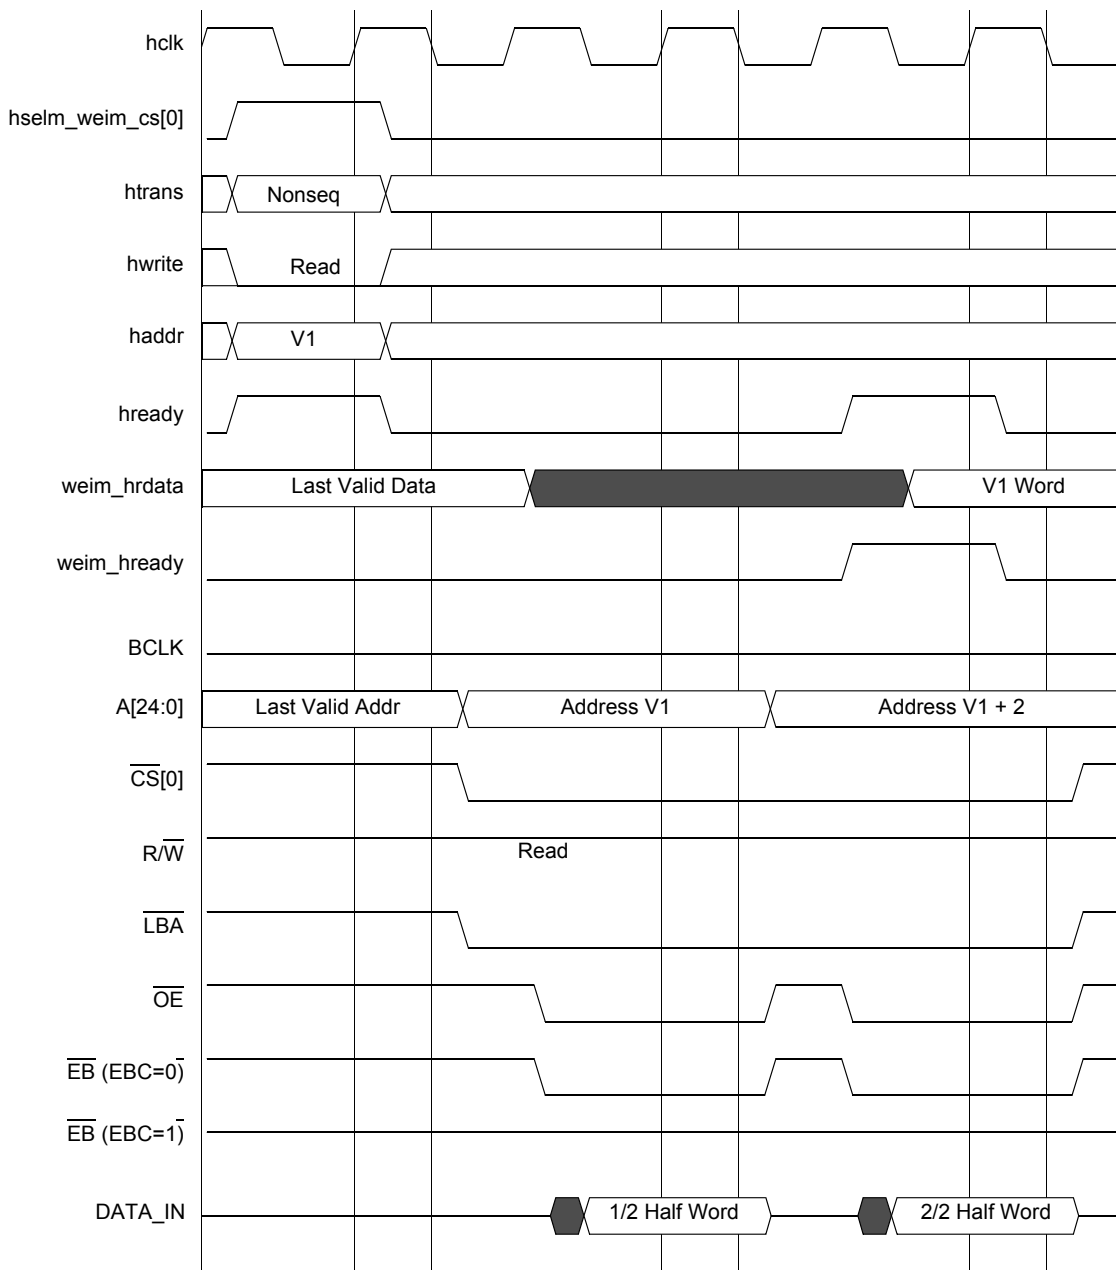 hclk
hselm_weim_cs[0]
htrans Nonseq
hwrite Read
haddr V1
hready
weim_hrdata Last Valid Data V1 Word
weim_hready
BCLK
A[24:0] Last Valid Addr Address V1 Address V1 + 2
CS[0]
R/W Read
LBA
OE
EB (EBC=0)
EB (EBC=1)
DATA_IN 1/2 Half Word 2/2 Half Word